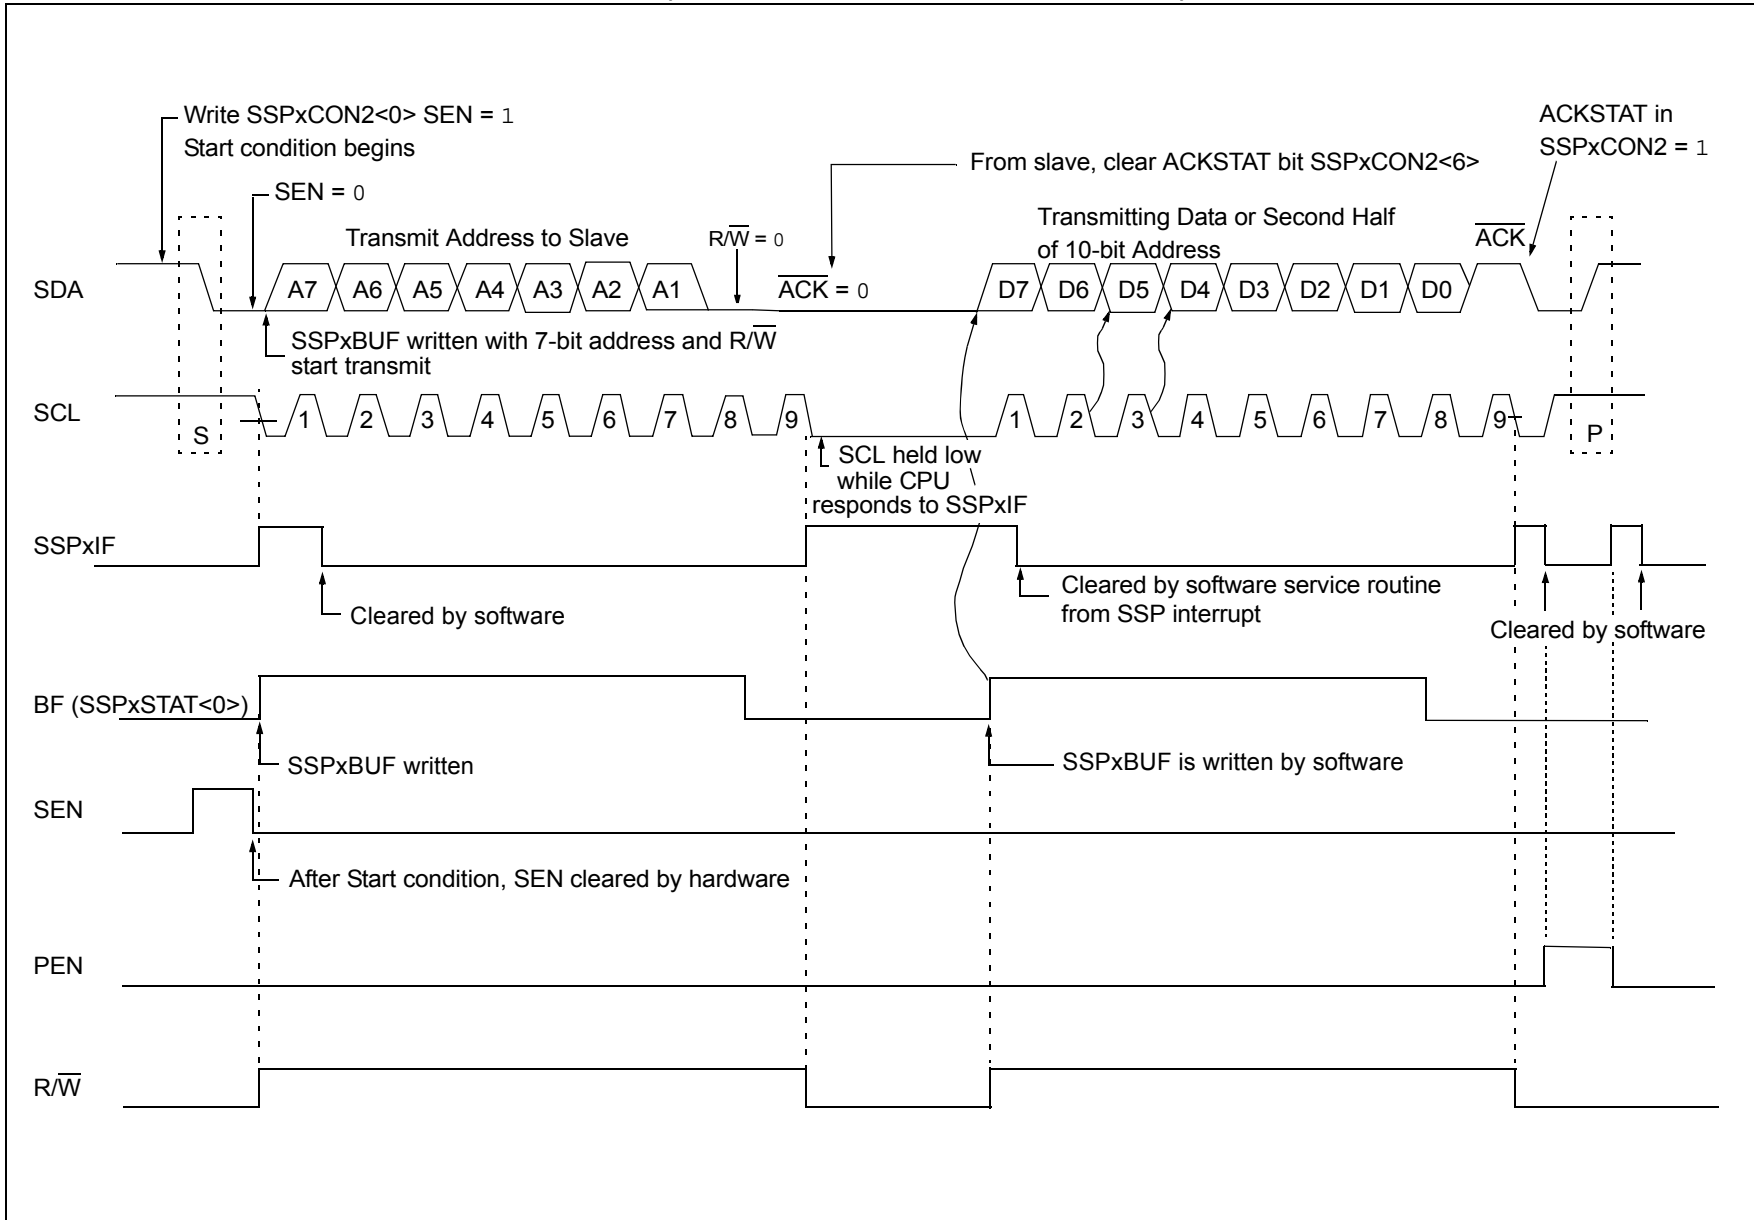 Write SSPxCON2<0> SEN = 1
Start condition begins
ACKSTAT in
SSPxCON2 = 1
From slave, clear ACKSTAT bit SSPxCON2<6>
SEN = 0
Transmitting Data or Second Half
of 10-bit Address
Transmit Address to Slave
R/W̅ = 0
A̅C̅K̅
SDA
A7 A6 A5 A4 A3 A2 A1
A̅C̅K̅ = 0
D7 D6 D5 D4 D3 D2 D1 D0
SSPxBUF written with 7-bit address and R/W̅
start transmit
SCL
S
1 2 3 4 5 6 7 8 9
1 2 3 4 5 6 7 8 9
P
SCL held low
while CPU
responds to SSPxIF
SSPxIF
Cleared by software
Cleared by software service routine
from SSP interrupt
Cleared by software
BF (SSPxSTAT<0>)
SSPxBUF written
SSPxBUF is written by software
SEN
After Start condition, SEN cleared by hardware
PEN
R/W̅